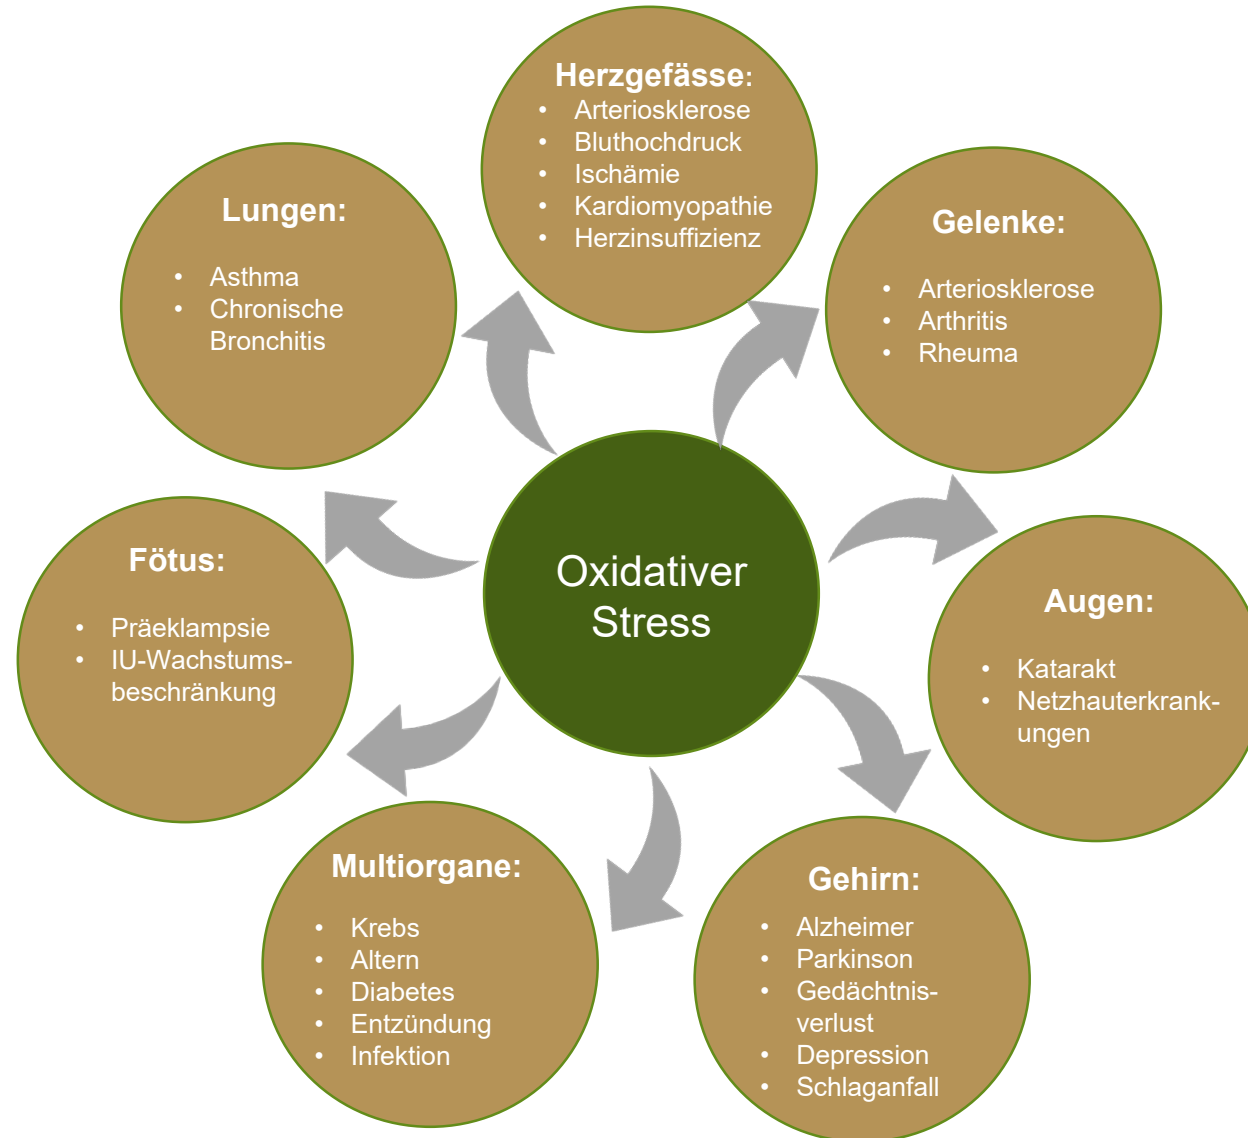 Herzgefässe:
• Arteriosklerose
• Bluthochdruck
• Ischämie
• Kardiomyopathie
• Herzinsuffizienz
Lungen:
• Asthma
• Chronische
Bronchitis
Gelenke:
• Arteriosklerose
• Arthritis
• Rheuma
Oxidativer
Stress
Fötus:
• Präeklampsie
• IU-Wachstums-
beschränkung
Augen:
• Katarakt
• Netzhauterkrank-
ungen
Multiorgane:
• Krebs
• Altern
• Diabetes
• Entzündung
• Infektion
Gehirn:
• Alzheimer
• Parkinson
• Gedächtnis-
verlust
• Depression
• Schlaganfall